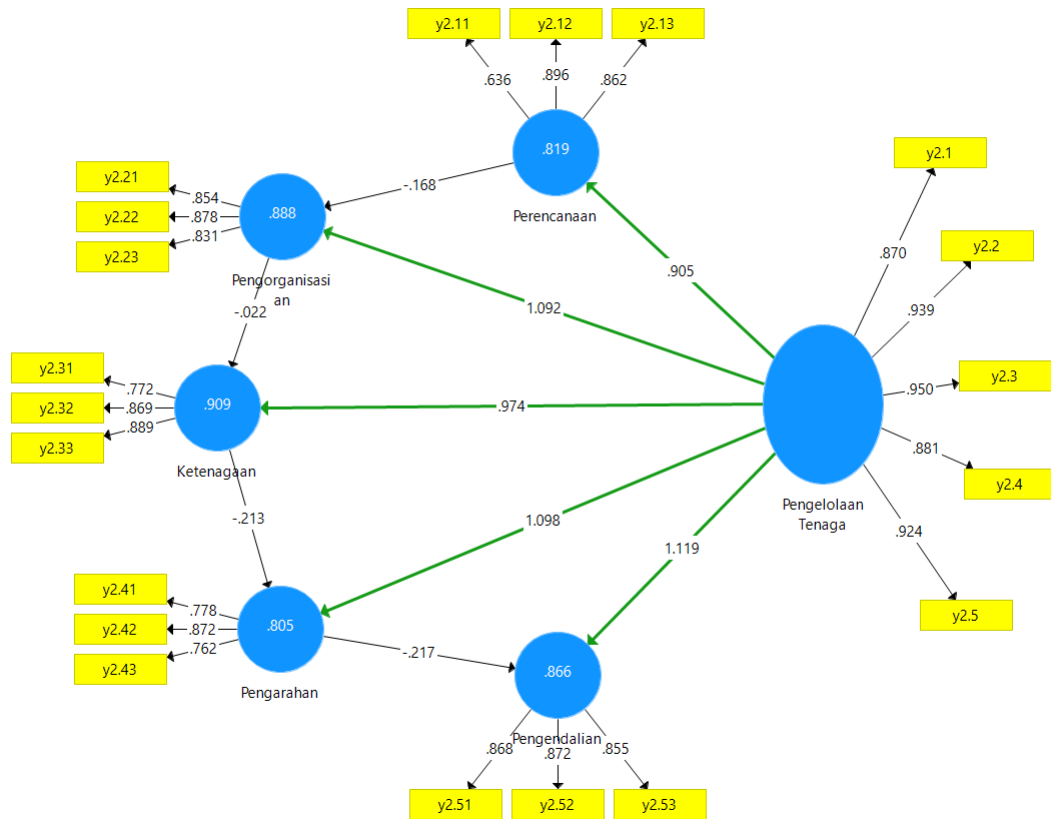 y2.11
y2.12
y2.13
.636
.896
.862
.819
Perencanaan
y2.1
y2.21
y2.22
y2.23
.854
.878
.831
.888
Pengorganisasi
an
-.168
y2.2
.870
.905
.939
1.092
-.022
y2.31
y2.32
y2.33
.772
.869
.889
.909
Ketenagaan
.974
.950
y2.3
.881
y2.4
Pengelolaan
Tenaga
.924
-.213
1.098
1.119
y2.41
y2.42
y2.43
.778
.872
.762
.805
Pengarahan
-.217
.866
Pengendalian
y2.5
.868
.872
.855
y2.51
y2.52
y2.53